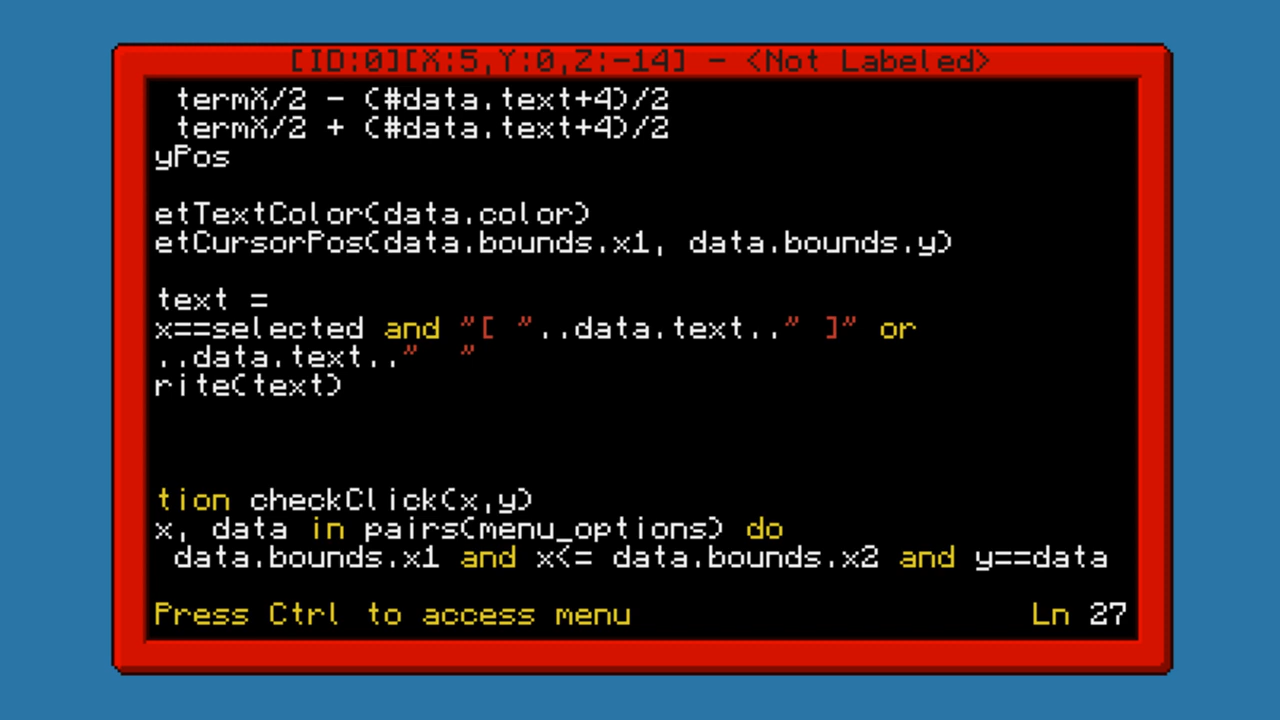 [ID:0][X:5,Y:0,Z:-14] - <Not Labeled>
termX/2 - (#data.text+4)/2
termX/2 + (#data.text+4)/2
yPos
etTextColor(data.color)
etCursorPos(data.bounds.x1, data.bounds.y)
text =
x==selected and "[ "..data.text.." ]" or
..data.text.."  "
rite(text)
tion checkClick(x,y)
x, data in pairs(menu_options) do
data.bounds.x1 and x<= data.bounds.x2 and y==data
Press Ctrl to access menu Ln 27